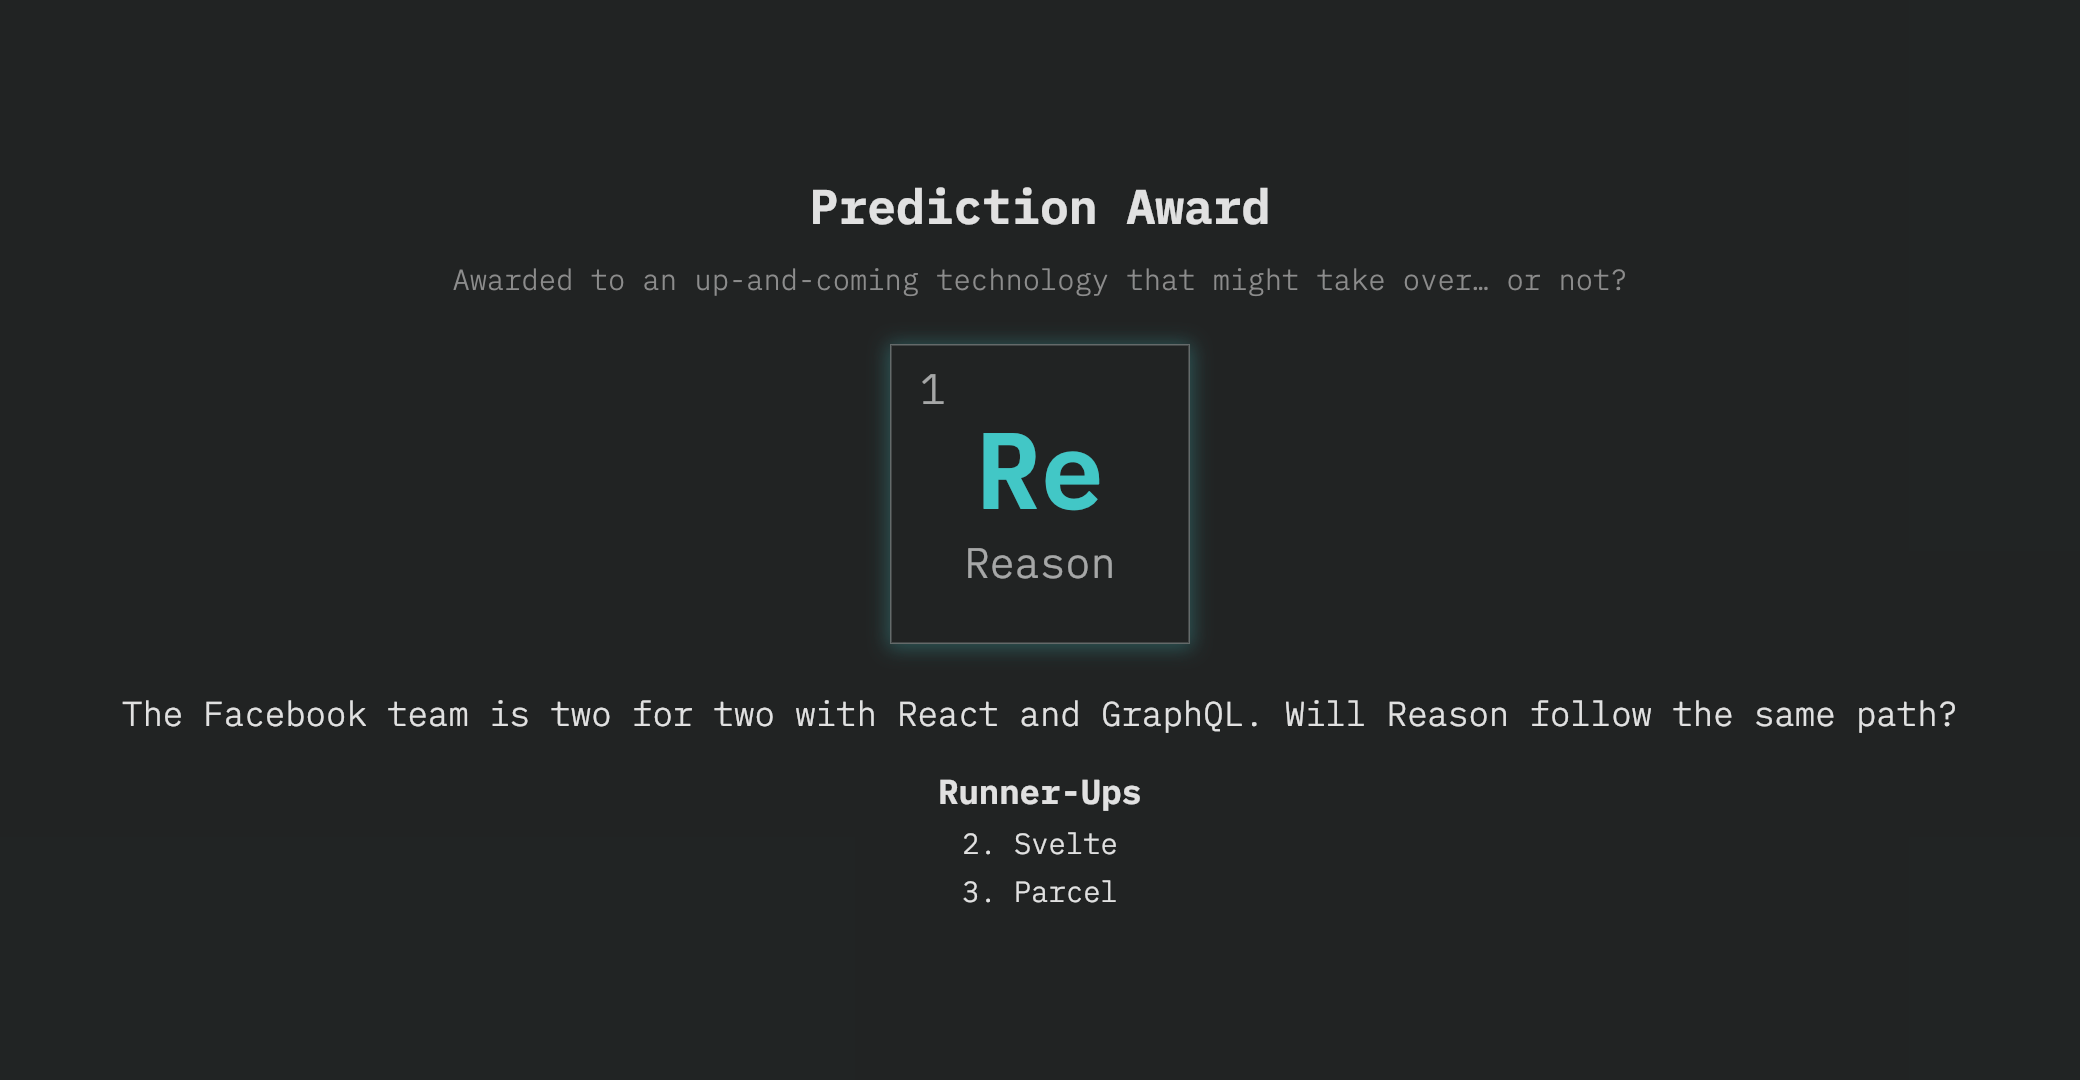 Prediction Award
Awarded to an up-and-coming technology that might take over… or not?
1
Re
Reason
The Facebook team is two for two with React and GraphQL. Will Reason follow the same path?
Runner-Ups
2. Svelte
3. Parcel